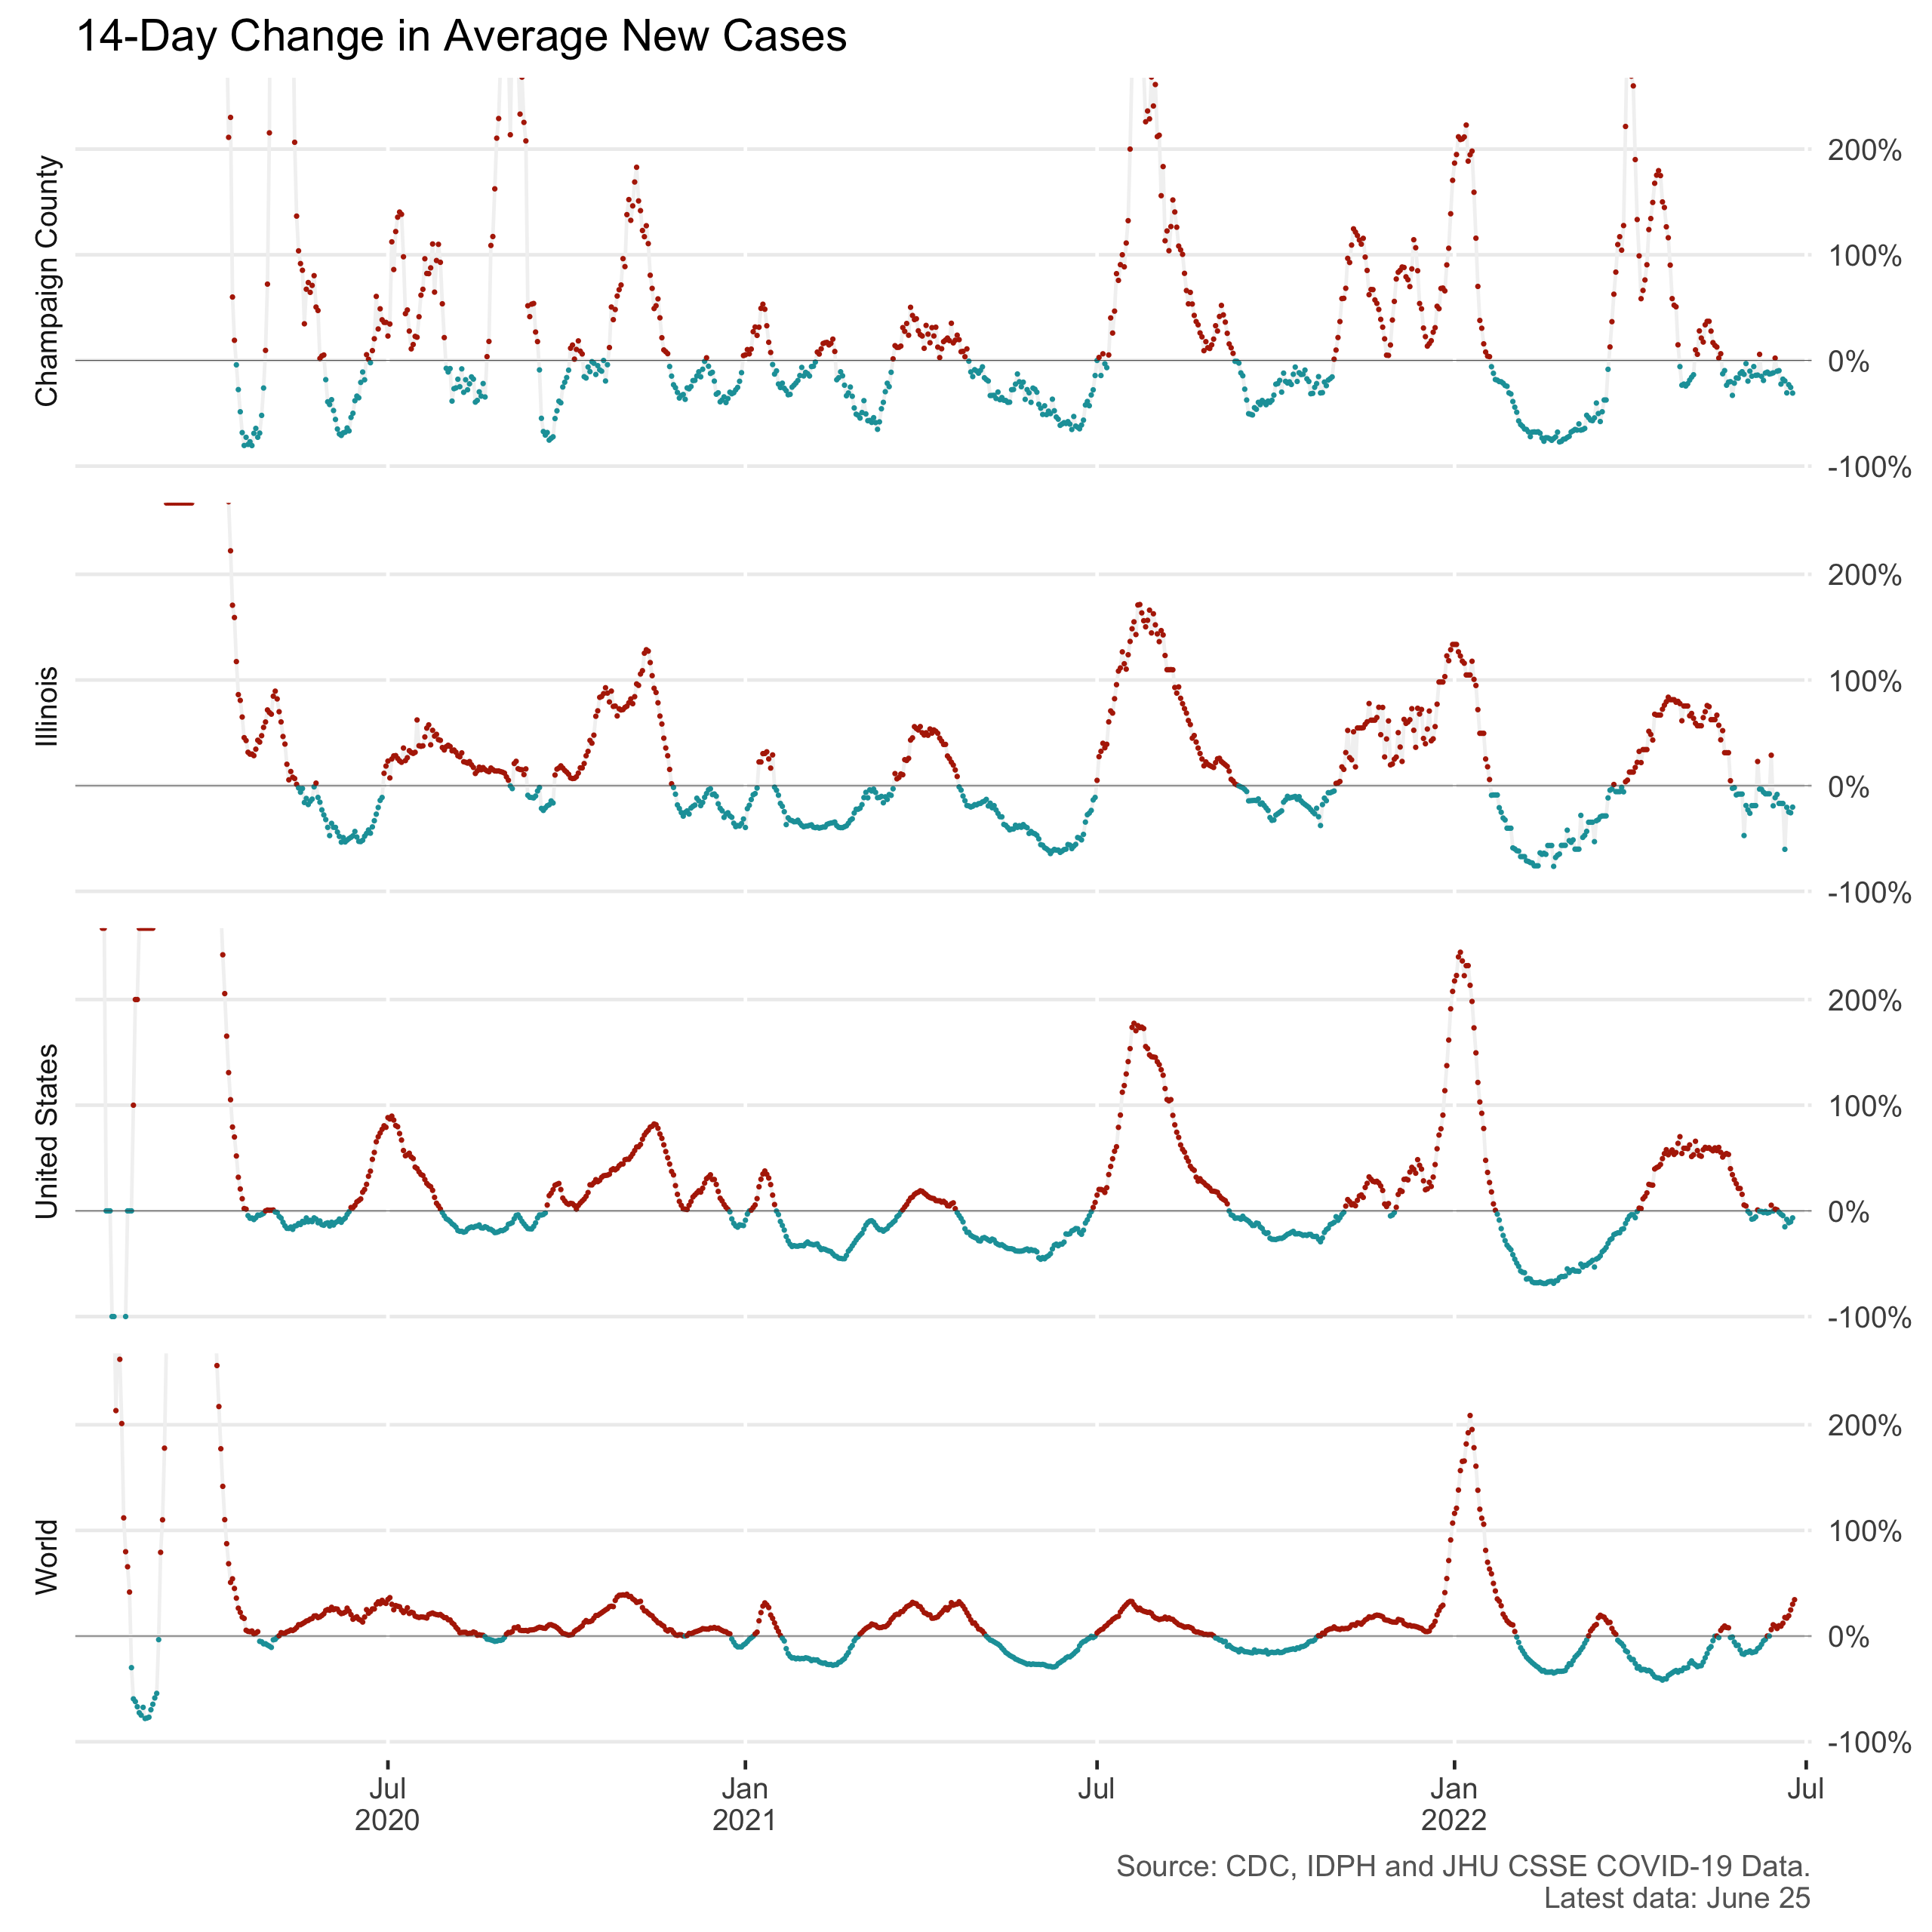 14-Day Change in Average New Cases
Champaign County
200%
100%
0%
-100%
Illinois
200%
100%
0%
-100%
United States
200%
100%
0%
-100%
World
200%
100%
0%
-100%
Jul
2020
Jan
2021
Jul
Jan
2022
Jul
Source: CDC, IDPH and JHU CSSE COVID-19 Data.
Latest data: June 25